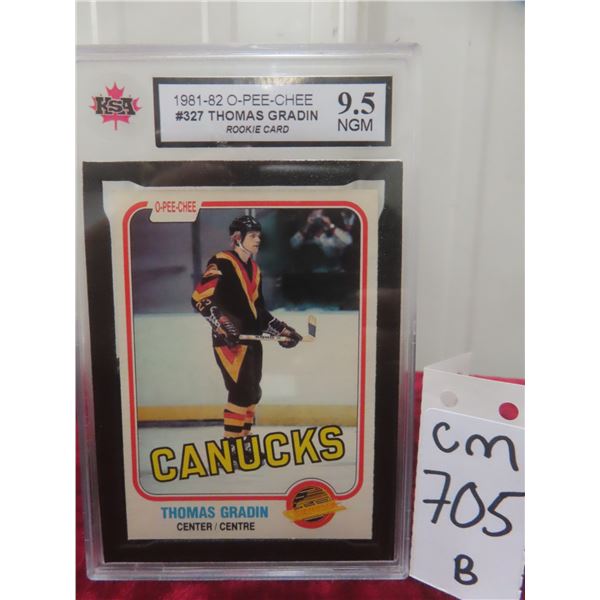 KSA
1981-82 O-PEE-CHEE
#327 THOMAS GRADIN
ROOKIE CARD
9.5
NGM
O-PEE-CHEE
CANUCKS
THOMAS GRADIN
CENTER/CENTRE
cm
705
B